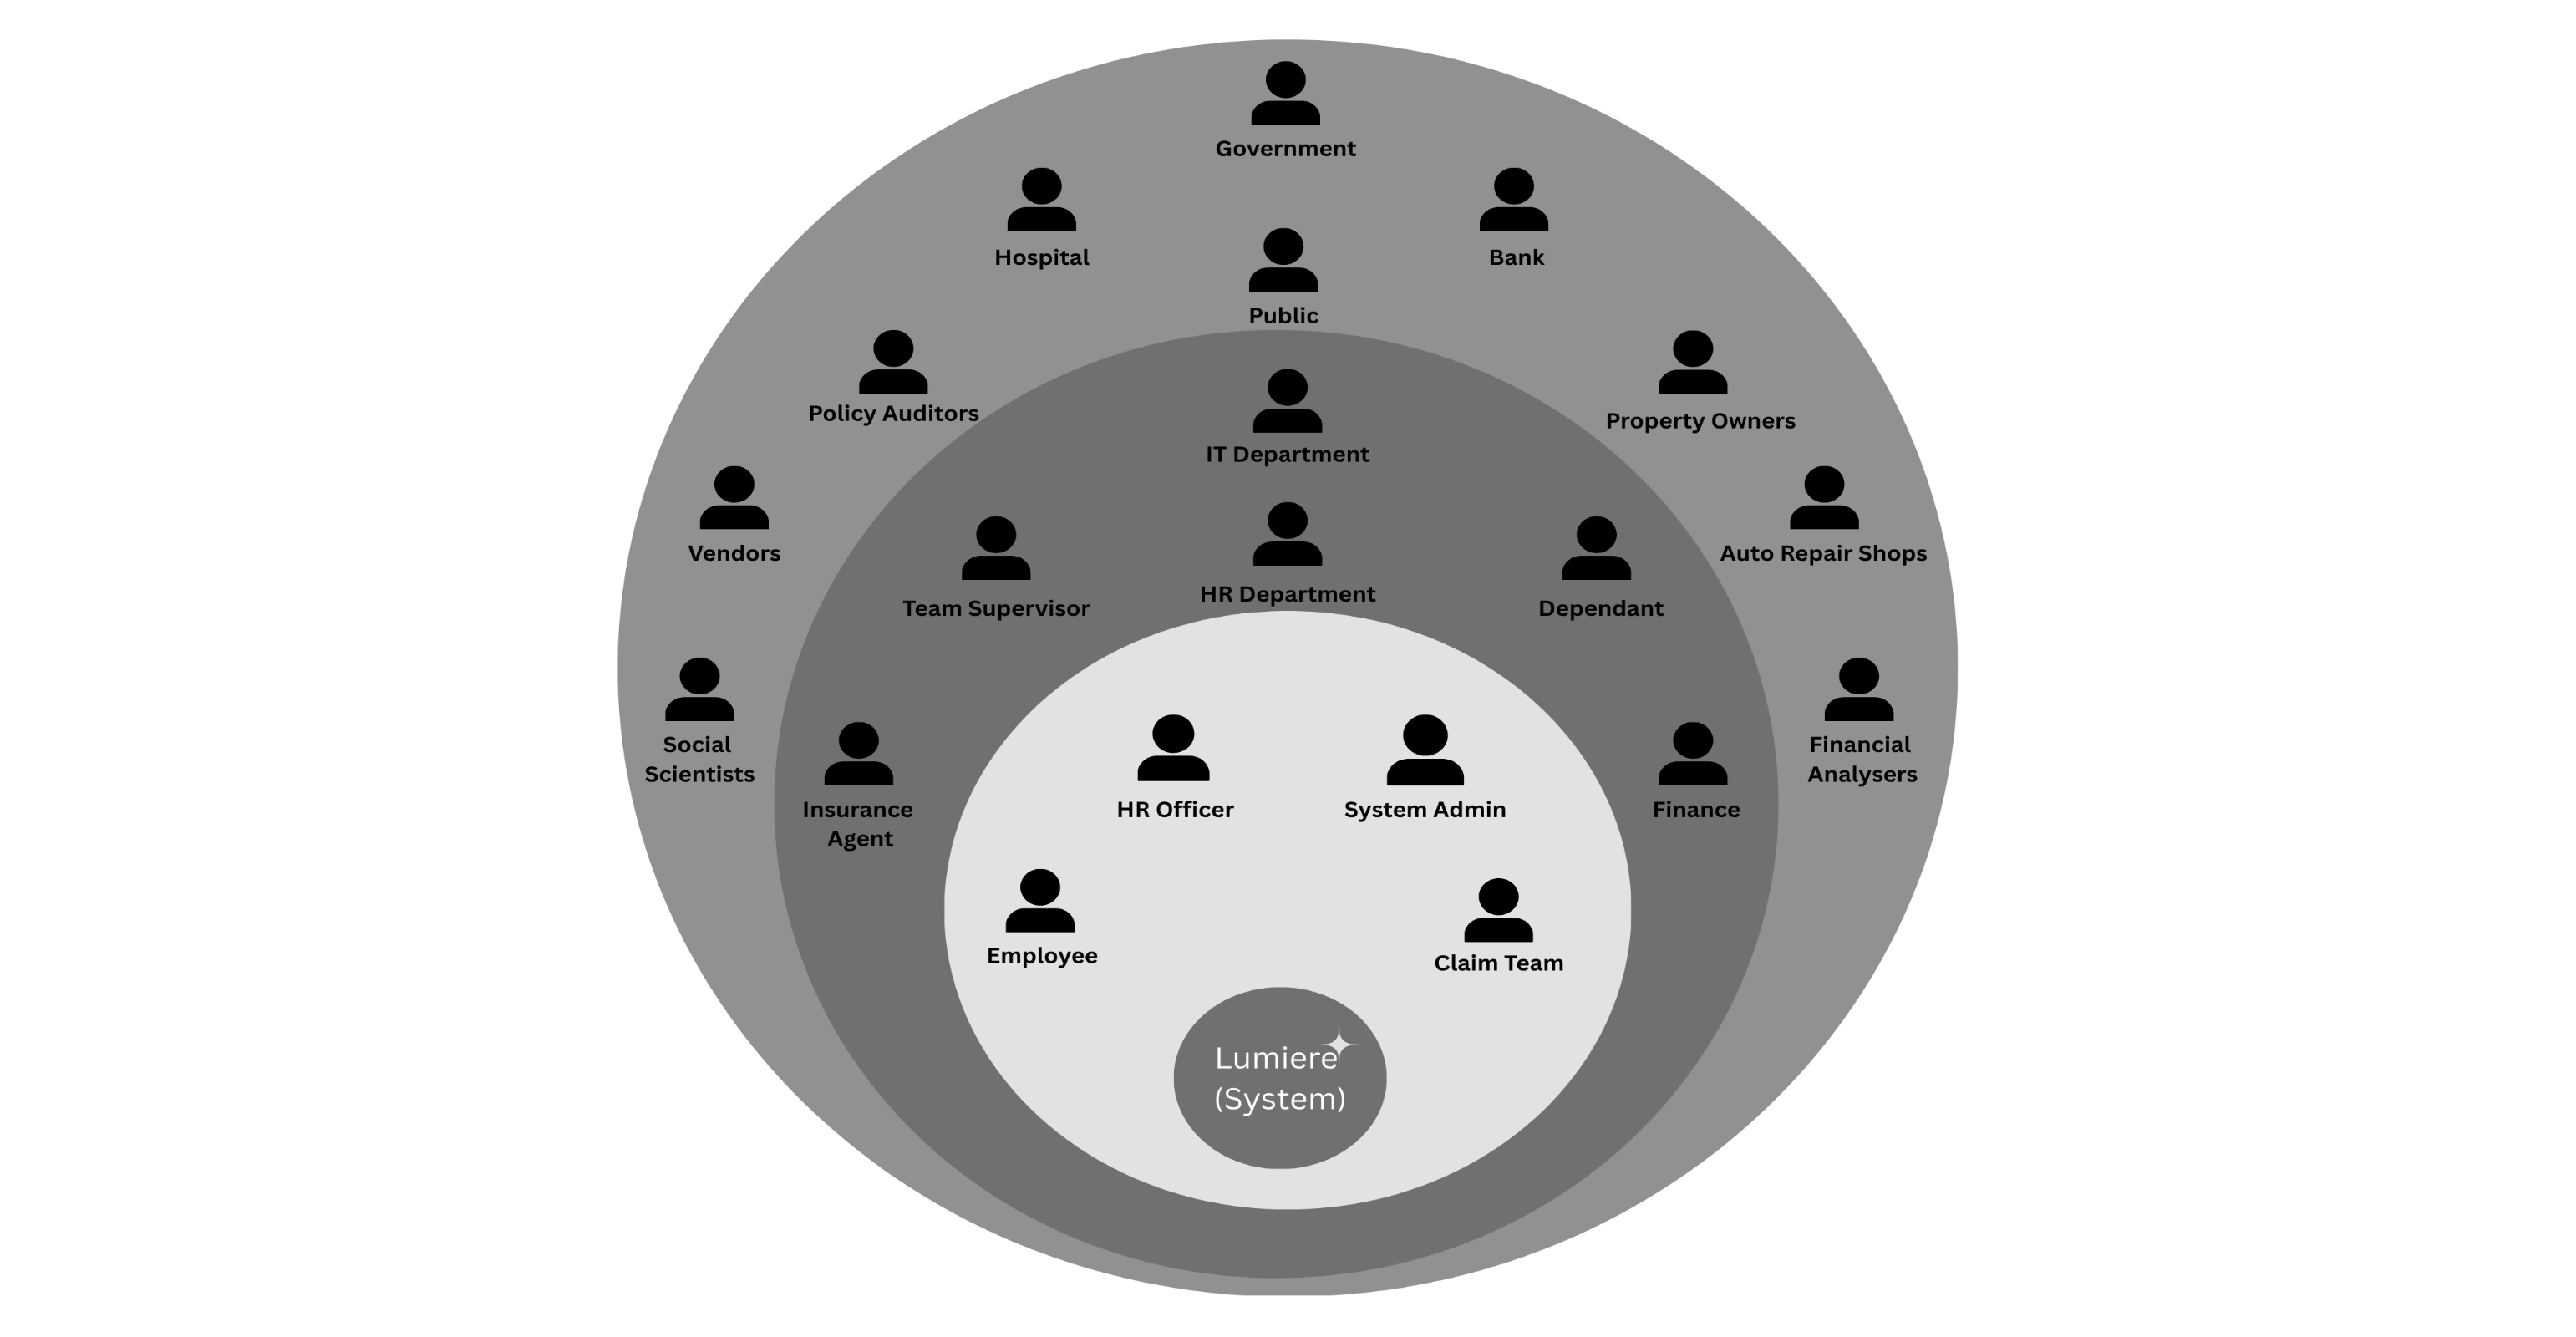 Government
Hospital
Bank
Public
Policy Auditors
Property Owners
IT Department
Vendors
Auto Repair Shops
Team Supervisor
HR Department
Dependant
Social
Scientists
Financial
Analysers
Insurance
Agent
HR Officer
System Admin
Finance
Employee
Claim Team
Lumiere
(System)